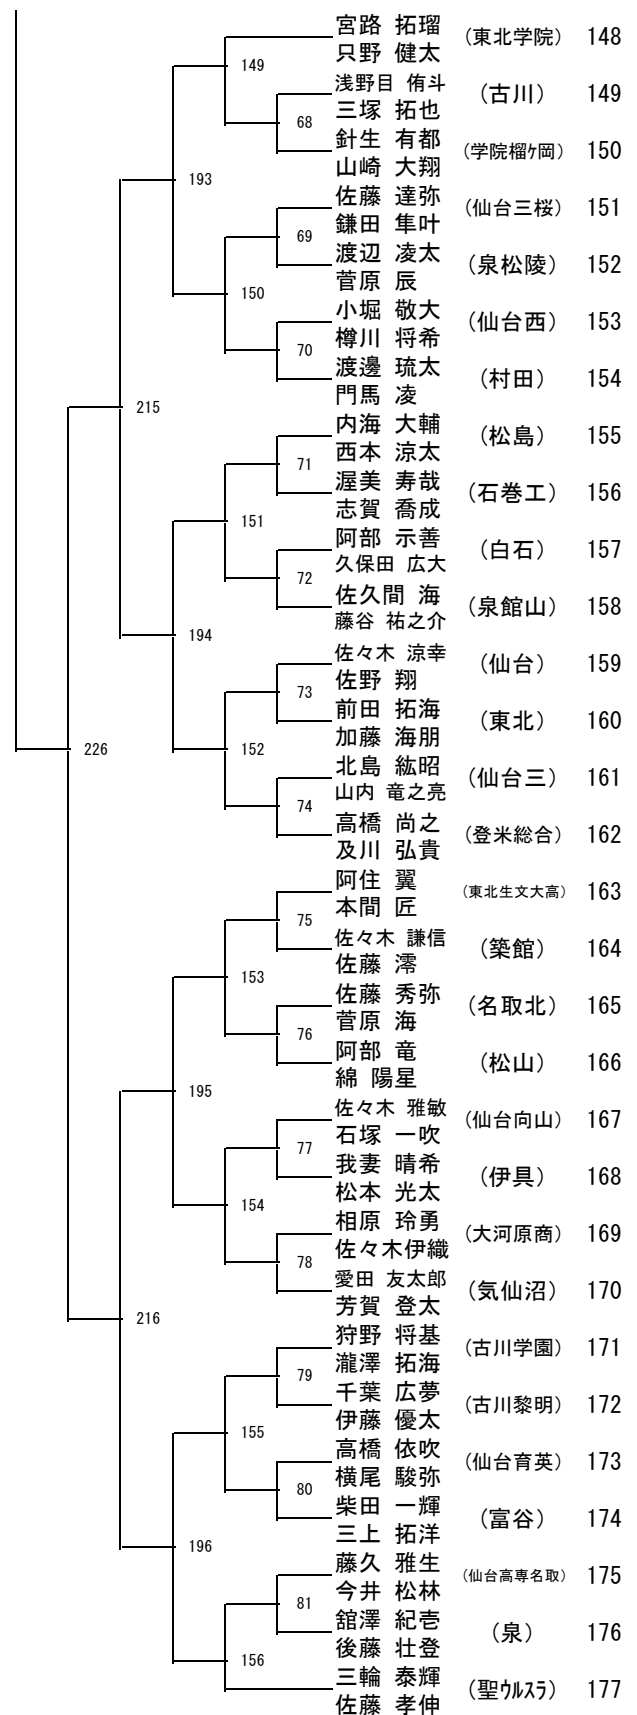 宮路 拓瑠
只野 健太
(東北学院) 148
149
浅野目 侑斗
三塚 拓也
(古川) 149
68
針生 有都
山崎 大翔
(学院榴ケ岡) 150
193
佐藤 達弥
鎌田 隼叶
(仙台三桜) 151
69
渡辺 凌太
菅原 辰
(泉松陵) 152
150
小堀 敬大
樽川 将希
(仙台西) 153
70
渡邊 琉太
門馬 凌
(村田) 154
215
内海 大輔
西本 涼太
(松島) 155
71
渥美 寿哉
志賀 喬成
(石巻工) 156
151
阿部 示善
久保田 広大
(白石) 157
72
佐久間 海
藤谷 祐之介
(泉館山) 158
194
佐々木 涼幸
佐野 翔
(仙台) 159
73
前田 拓海
加藤 海朋
(東北) 160
226
152
北島 紘昭
山内 竜之亮
(仙台三) 161
74
高橋 尚之
及川 弘貴
(登米総合) 162
阿住 翼
本間 匠
(東北生文大高) 163
75
佐々木 謙信
佐藤 澪
(築館) 164
153
佐藤 秀弥
菅原 海
(名取北) 165
76
阿部 竜
綿 陽星
(松山) 166
195
佐々木 雅敏
石塚 一吹
(仙台向山) 167
77
我妻 晴希
松本 光太
(伊具) 168
154
相原 玲勇
佐々木伊織
(大河原商) 169
78
愛田 友太郎
芳賀 登太
(気仙沼) 170
216
狩野 将基
瀧澤 拓海
(古川学園) 171
79
千葉 広夢
伊藤 優太
(古川黎明) 172
155
高橋 依吹
横尾 駿弥
(仙台育英) 173
80
柴田 一輝
三上 拓洋
(富谷) 174
196
藤久 雅生
今井 松林
(仙台高専名取) 175
81
舘澤 紀壱
後藤 壮登
(泉) 176
156
三輪 泰輝
佐藤 孝伸
(聖ウルスラ) 177